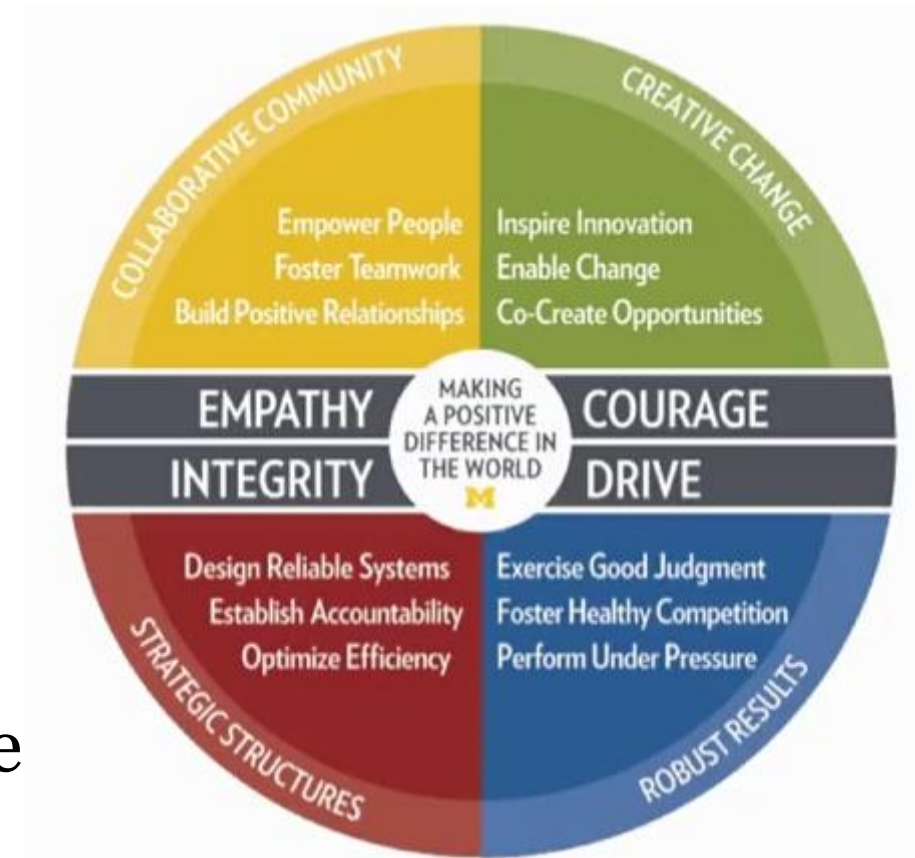 COLLABORATIVE COMMUNITY
Empower People
Foster Teamwork
Build Positive Relationships
CREATIVE CHANGE
Inspire Innovation
Enable Change
Co-Create Opportunities
EMPATHY
INTEGRITY
MAKING
A POSITIVE
DIFFERENCE IN
THE WORLD
M
COURAGE
DRIVE
Design Reliable Systems
Establish Accountability
Optimize Efficiency
STRATEGIC STRUCTURES
Exercise Good Judgment
Foster Healthy Competition
Perform Under Pressure
ROBUST RESULTS
e